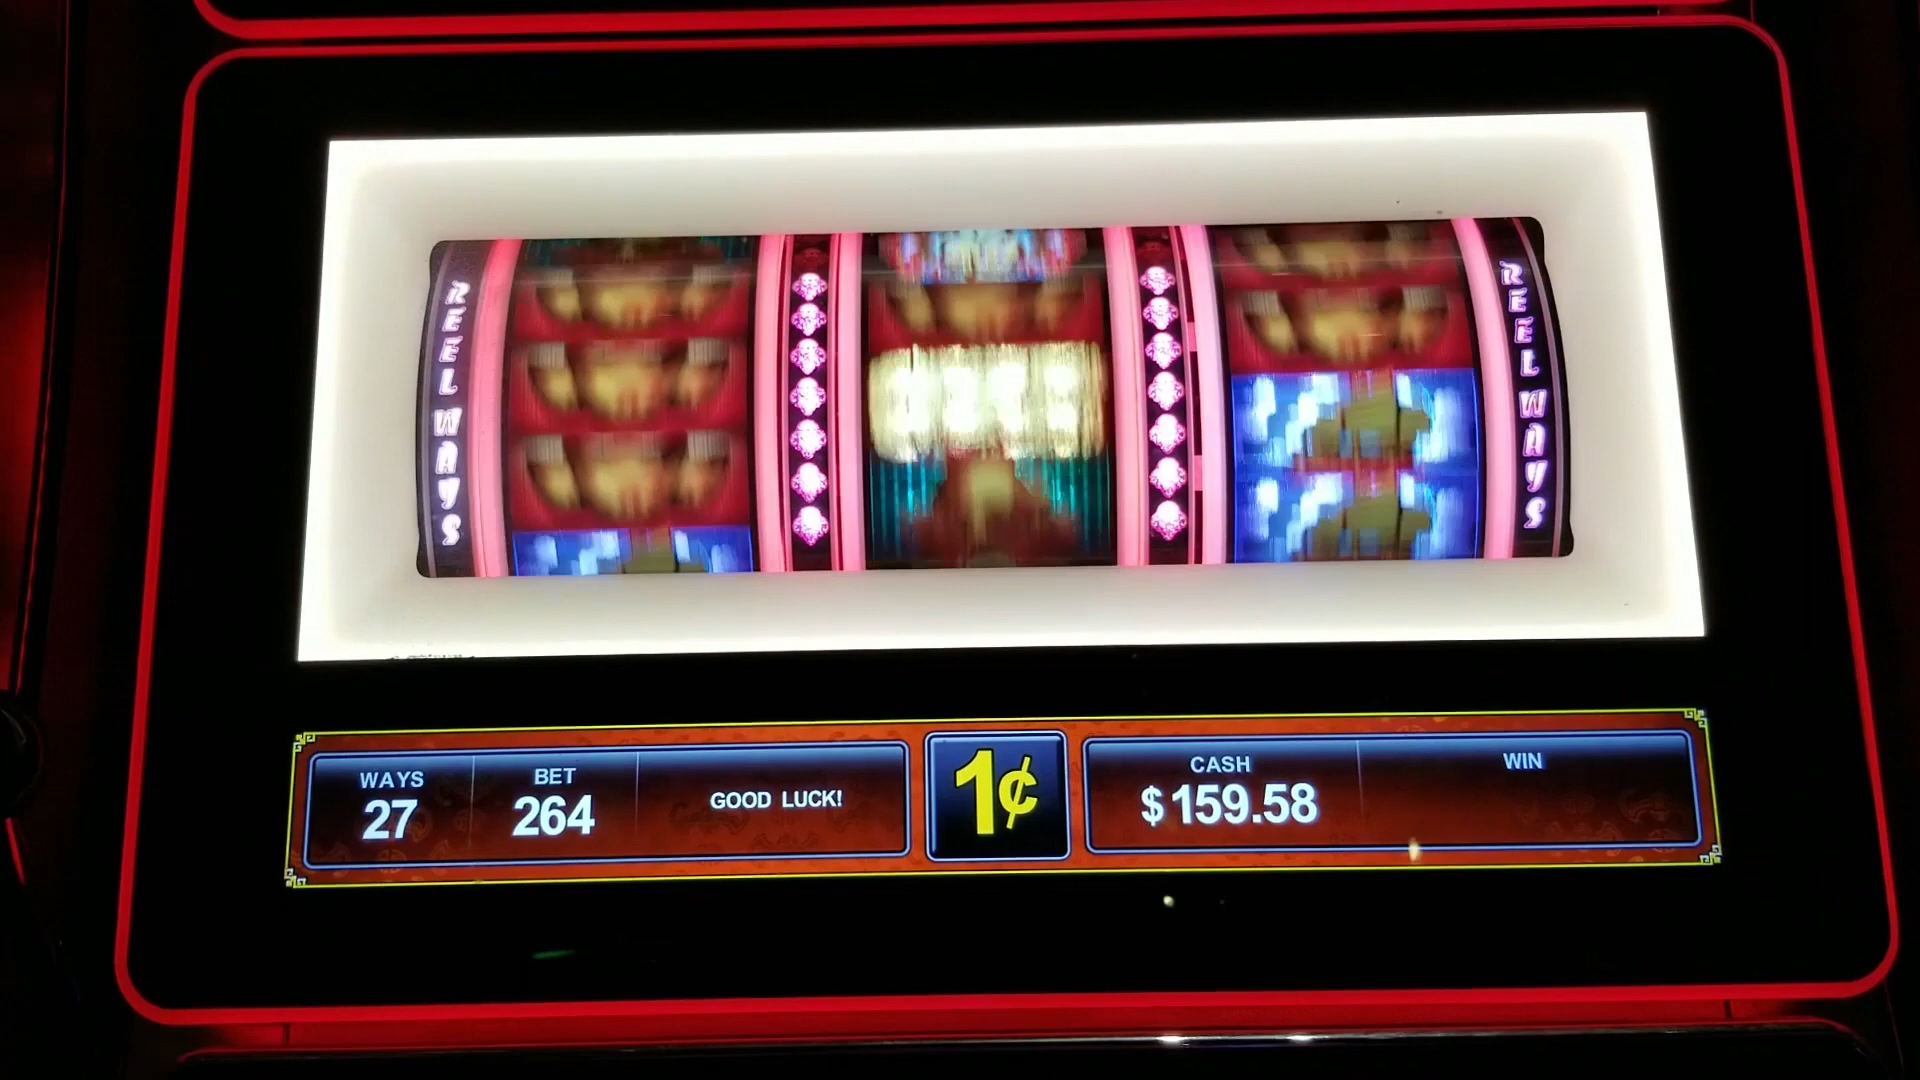 REEL WAYS
REEL WAYS
WAYS
27
BET
264
GOOD LUCK!
1¢
CASH
$159.58
WIN